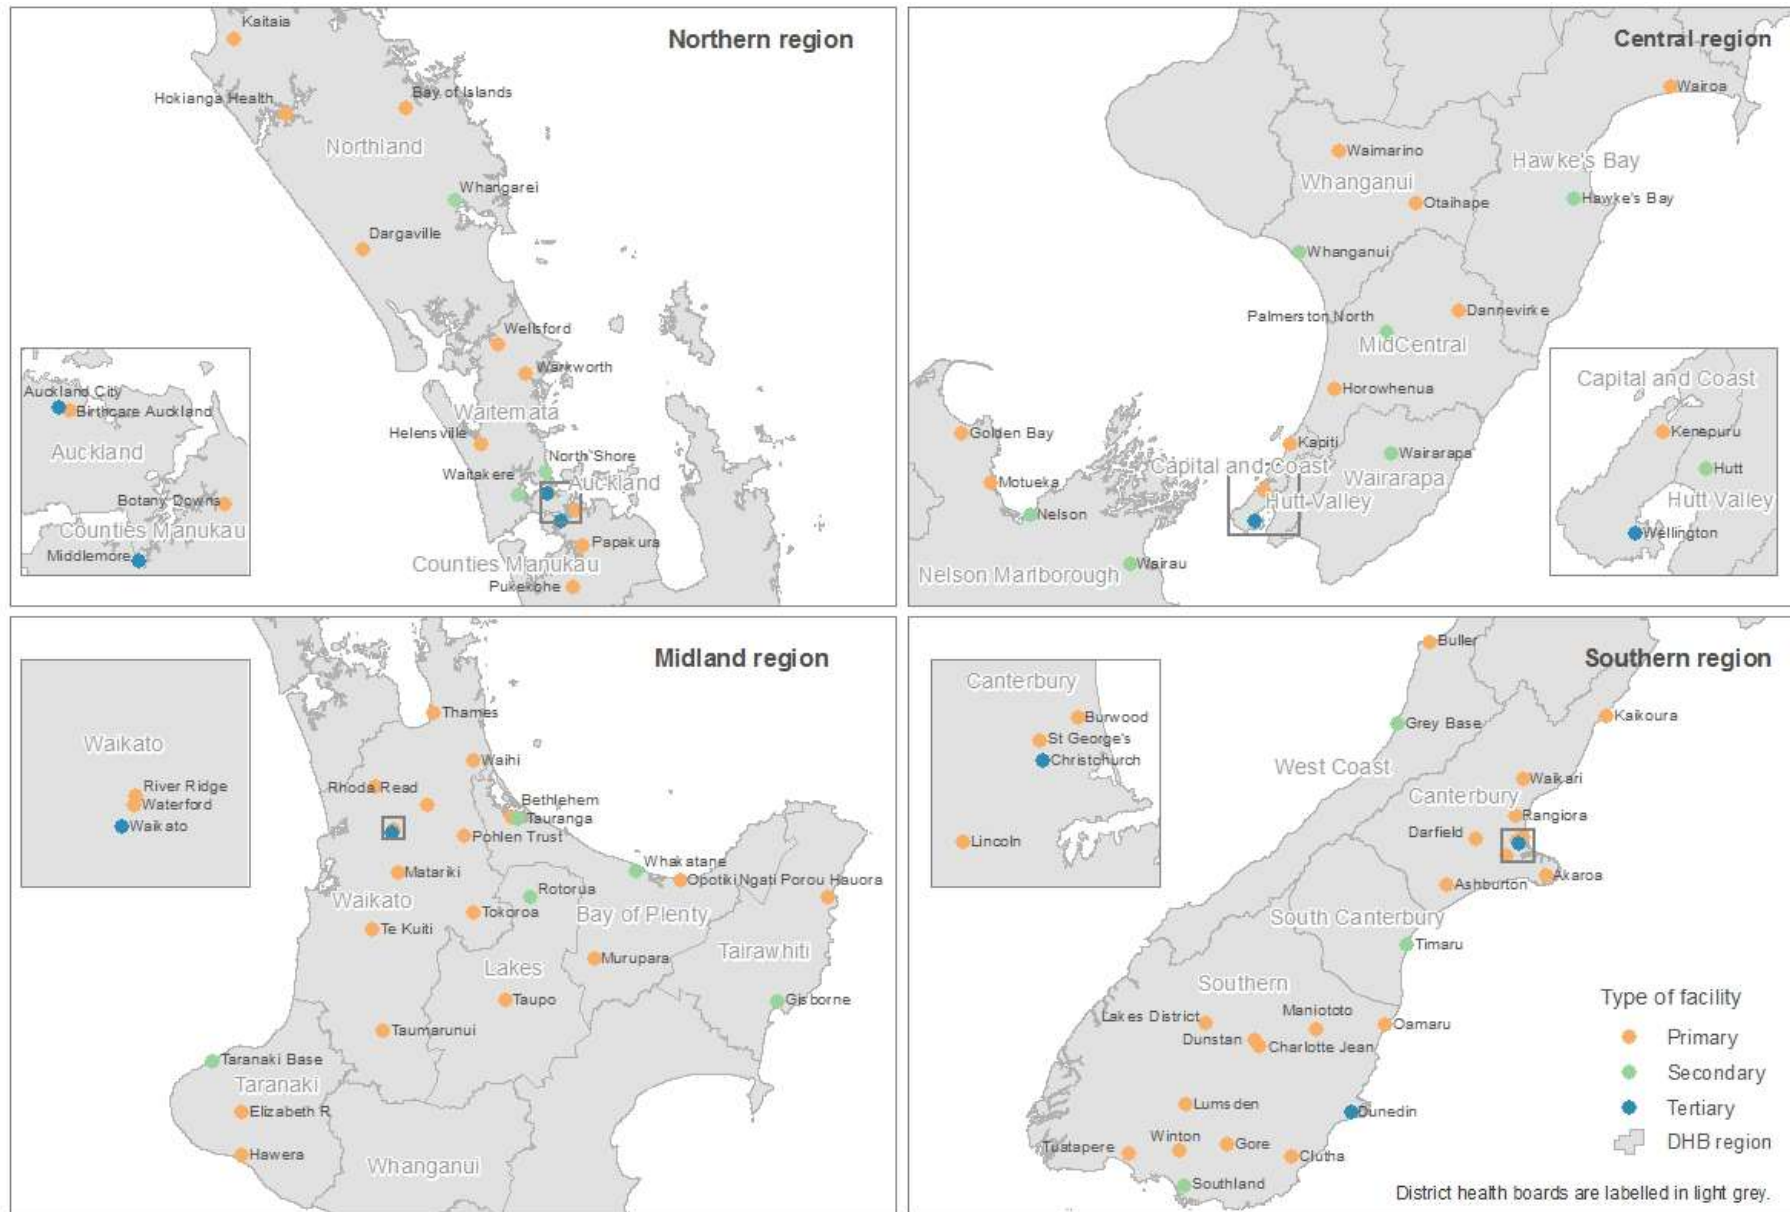 Northern region
Kaitaia
Hokianga Health
Bay of Islands
Northland
Whangarei
Dargaville
Wellsford
Warkworth
Waitemata
Helensville
North Shore
Waitakere
Auckland
Papakura
Counties Manukau
Pukekohe
Auckland City
Birthcare Auckland
Auckland
Botany Downs
Counties Manukau
Middlemore
Central region
Wairoa
Waimarino
Hawke's Bay
Whanganui
Otaihape
Hawke's Bay
Whanganui
Dannevirke
Palmerston North
MidCentral
Horowhenua
Golden Bay
Kapiti
Wairarapa
Capital and Coast
Wairarapa
Motueka
Hutt Valley
Nelson
Wairau
Nelson Marlborough
Capital and Coast
Kenepuru
Hutt
Hutt Valley
Wellington
Midland region
Waikato
River Ridge
Waterford
Waikato
Thames
Waihi
Rhoda Read
Bethlehem
Tauranga
Pohlen Trust
Matariki
Whakatane
Opotiki
Ngati Porou Hauora
Rotorua
Waikato
Tokoroa
Bay of Plenty
Te Kuiti
Tairawhiti
Murupara
Lakes
Taupo
Gisborne
Taumarunui
Taranaki Base
Taranaki
Elizabeth R
Hawera
Whanganui
Southern region
Canterbury
Burwood
St George's
Christchurch
Lincoln
Buller
Kaikoura
Grey Base
West Coast
Waikari
Canterbury
Rangiora
Darfield
Akaroa
Ashburton
South Canterbury
Timaru
Southern
Lakes District
Maniototo
Oamaru
Dunstan
Charlotte Jean
Lumsden
Dunedin
Winton
Gore
Tuatapere
Clutha
Southland
Type of facility
Primary
Secondary
Tertiary
DHB region
District health boards are labelled in light grey.